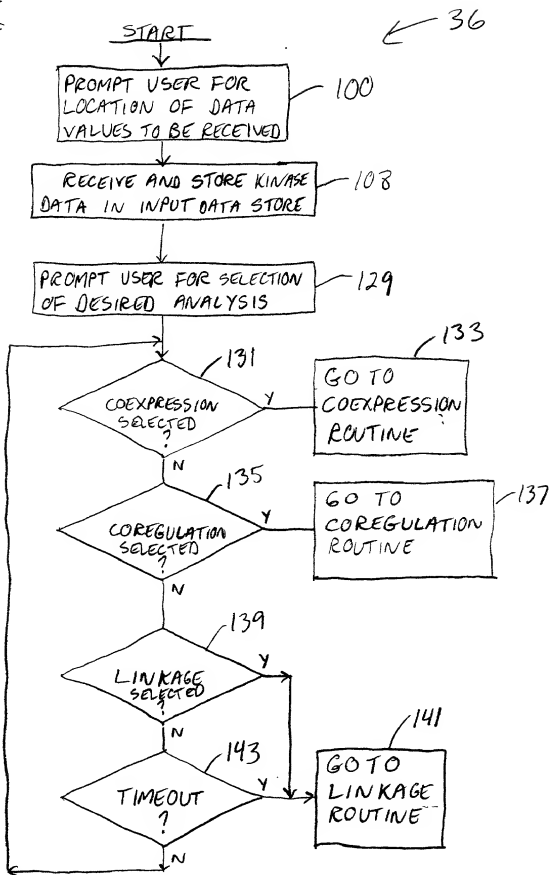 36
START
PROMPT USER FOR
LOCATION OF DATA
VALUES TO BE RECEIVED
100
RECEIVE AND STORE KINASE
DATA IN INPUT DATA STORE
108
PROMPT USER FOR SELECTION
OF DESIRED ANALYSIS
129
131
COEXPRESSION
SELECTED
?
Y
N
133
GO TO
COEXPRESSION
ROUTINE
135
COREGULATION
SELECTED
?
Y
N
137
GO TO
COREGULATION
ROUTINE
139
LINKAGE
SELECTED
?
Y
N
143
TIMEOUT
?
Y
N
141
GO TO
LINKAGE
ROUTINE